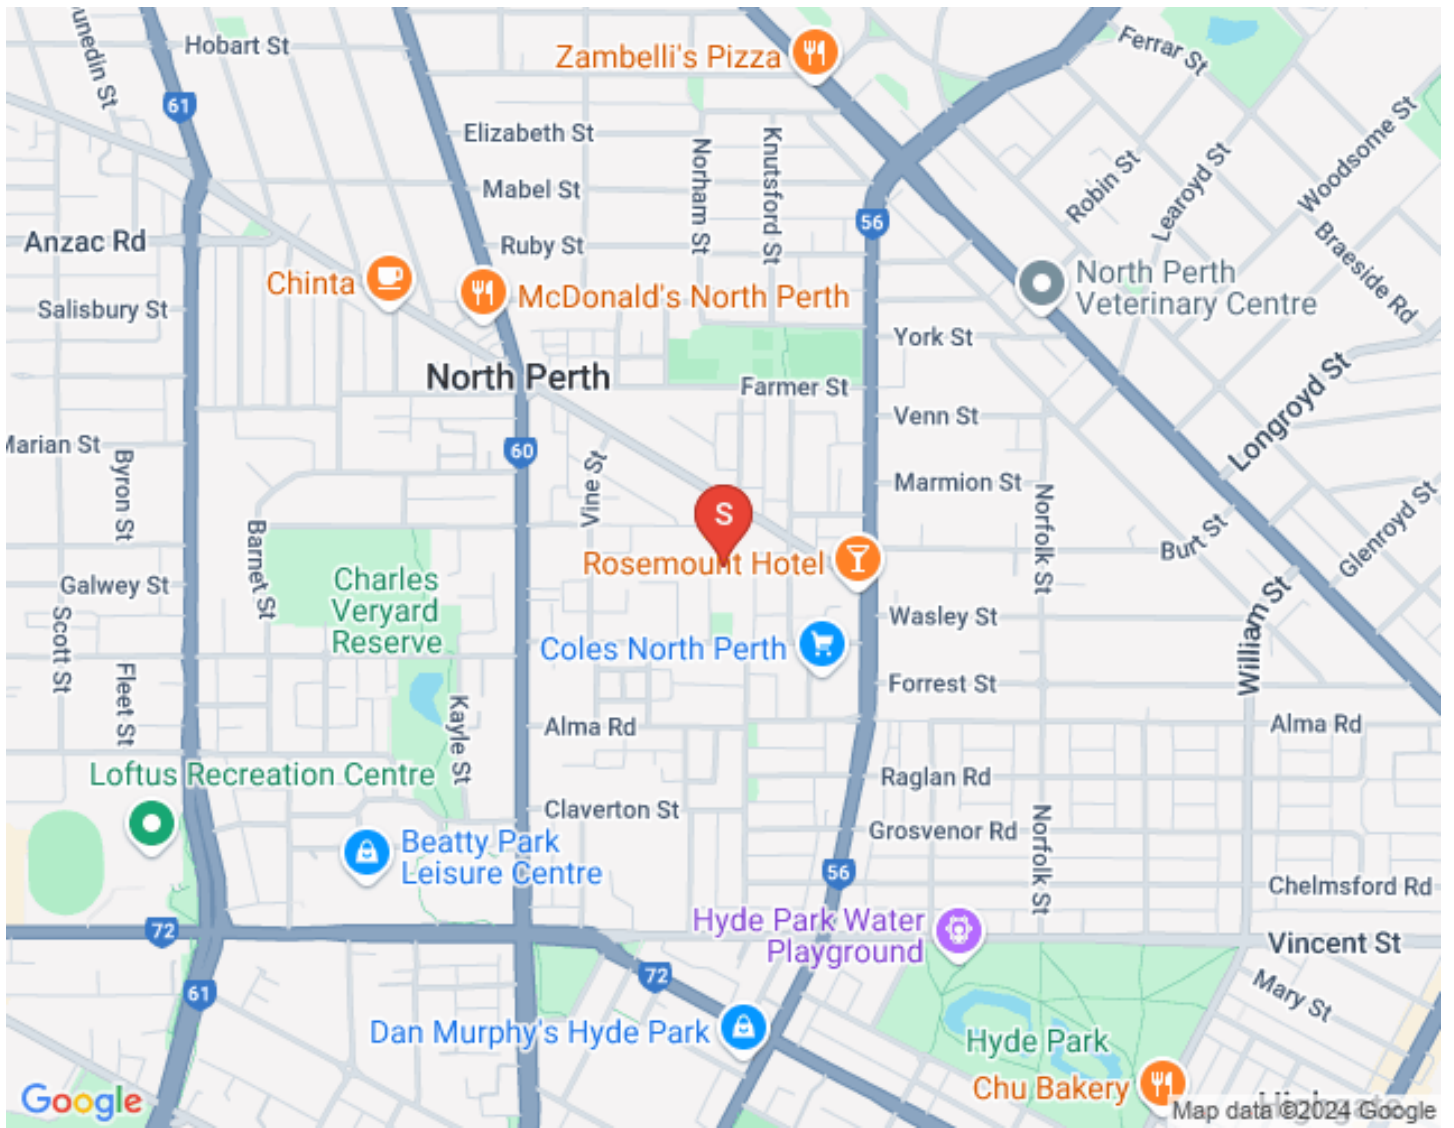 unedin St
Hobart St
Zambelli's Pizza
Ferrar St
61
Elizabeth St
Norham St
Knutsford St
Robin St
Learoyd St
Woodsome St
Mabel St
56
Braeside Rd
Anzac Rd
Ruby St
Chinta
McDonald's North Perth
North Perth
Veterinary Centre
Salisbury St
York St
North Perth
Farmer St
Longroyd St
Venn St
Marian St
Byron St
60
Vine St
Marmion St
Norfolk St
Glenroyd St
S
Barnet St
Burt St
Rosemount Hotel
Galwey St
Charles
Veryard
Reserve
Scott St
Wasley St
William St
Coles North Perth
Fleet St
Kayle St
Forrest St
Alma Rd
Alma Rd
Loftus Recreation Centre
Raglan Rd
Claverton St
Grosvenor Rd
Norfolk St
Beatty Park
Leisure Centre
56
Chelmsford Rd
72
Hyde Park Water
Playground
Vincent St
72
61
Mary St
Dan Murphy's Hyde Park
Hyde Park
Chu Bakery
Google
Highgate
Map data ©2024 Google